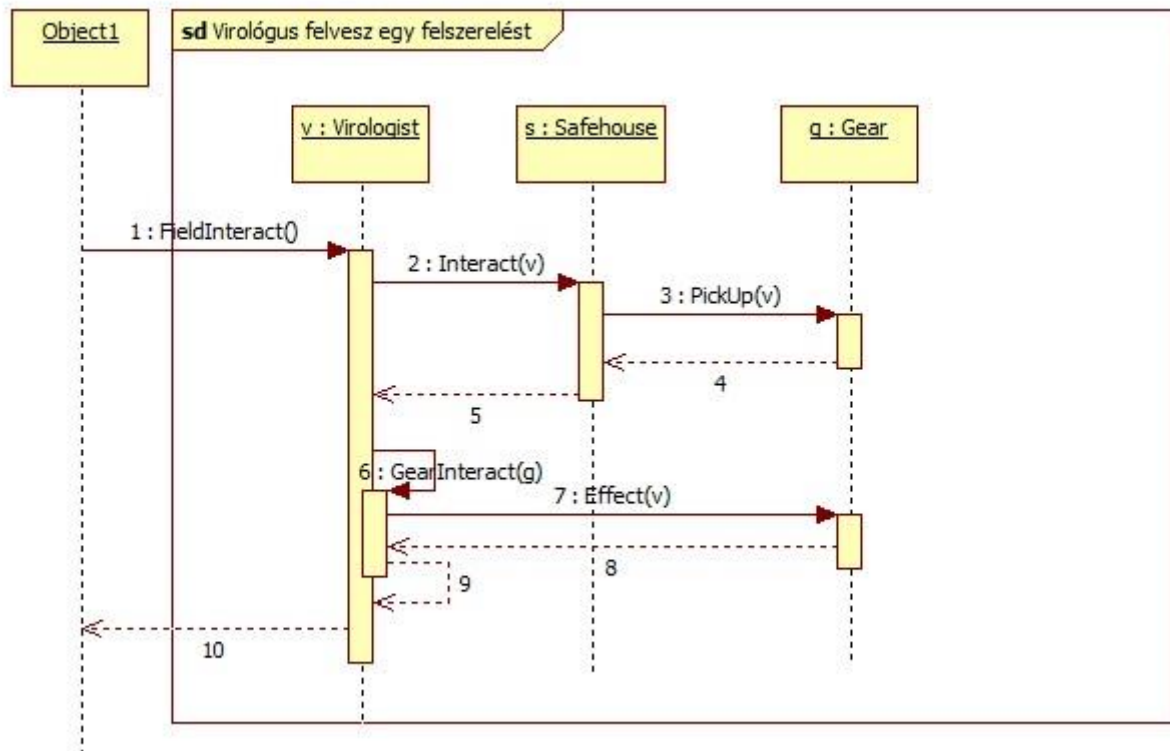 Object1
sd Virológus felvesz egy felszerelést
v : Virologist
s : Safehouse
g : Gear
1 : FieldInteract()
2 : Interact(v)
3 : PickUp(v)
4
5
6 : GearInteract(g)
7 : Effect(v)
8
9
10